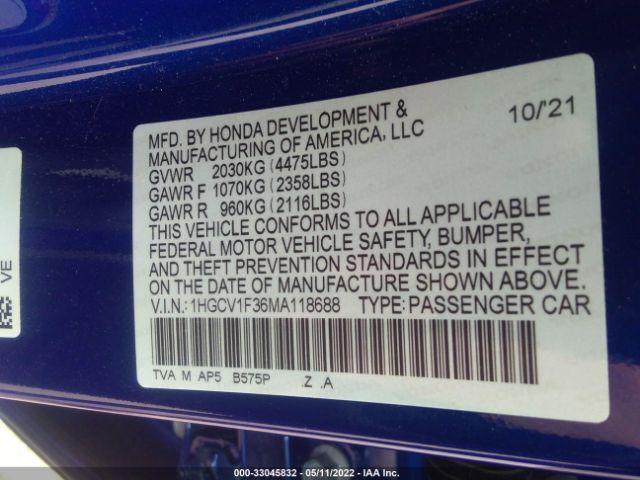 MFD. BY HONDA DEVELOPMENT & 10/'21
MANUFACTURING OF AMERICA, LLC
GVWR 2030KG (4475LBS)
GAWR F 1070KG (2358LBS)
GAWR R 960KG (2116LBS)
THIS VEHICLE CONFORMS TO ALL APPLICABLE
FEDERAL MOTOR VEHICLE SAFETY, BUMPER,
AND THEFT PREVENTION STANDARDS IN EFFECT
ON THE DATE OF MANUFACTURE SHOWN ABOVE.
V.I.N.: 1HGCV1F36MA118688 TYPE: PASSENGER CAR
TVA M AP5 B575P .Z .A
VE
000-33045832 - 05/11/2022 - IAA Inc.